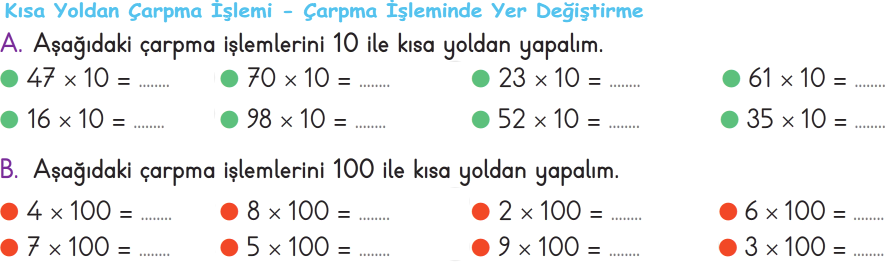 Kısa Yoldan Çarpma İşlemi - Çarpma İşleminde Yer Değiştirme
A. Aşağıdaki çarpma işlemlerini 10 ile kısa yoldan yapalım.
47 × 10 = ........ 70 × 10 = ........ 23 × 10 = ........ 61 × 10 = ........
16 × 10 = ........ 98 × 10 = ........ 52 × 10 = ........ 35 × 10 = ........
B. Aşağıdaki çarpma işlemlerini 100 ile kısa yoldan yapalım.
4 × 100 = ........ 8 × 100 = ........ 2 × 100 = ........ 6 × 100 = ........
7 × 100 = ........ 5 × 100 = ........ 9 × 100 = ........ 3 × 100 = ........